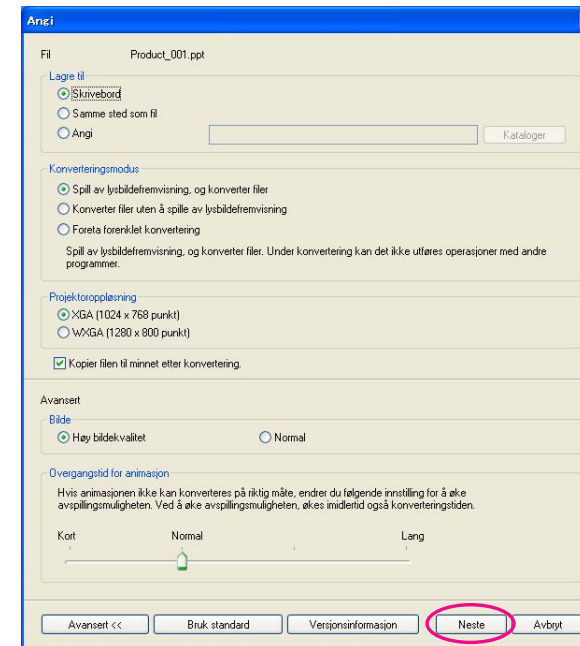 Angi
Fil Product_001.ppt
Lagre til
Skrivebord
Samme sted som fil
Angi Kataloger
Konverteringsmodus
Spill av lysbildefremvisning, og konverter filer
Konverter filer uten å spille av lysbildefremvisning
Foreta forenklet konvertering
Spill av lysbildefremvisning, og konverter filer. Under konvertering kan det ikke utføres operasjoner med andre
programmer.
Projektoroppløsning
XGA (1024 x 768 punkt)
WXGA (1280 x 800 punkt)
Kopier filen til minnet etter konvertering.
Avansert
Bilde
Høy bildekvalitet Normal
Overgangstid for animasjon
Hvis animasjonen ikke kan konverteres på riktig måte, endrer du følgende innstilling for å øke
avspillingsmuligheten. Ved å øke avspillingsmuligheten, økes imidlertid også konverteringstiden.
Kort Normal Lang
Avansert << Bruk standard Versjonsinformasjon Neste Avbryt